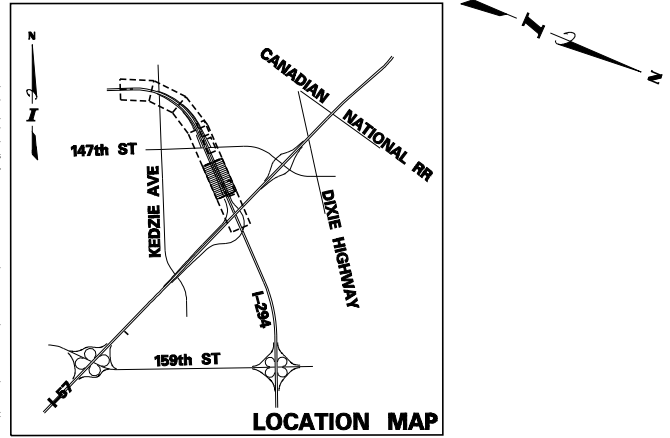 N
I
CANADIAN NATIONAL RR
147th ST
KEDZIE AVE
DIXIE HIGHWAY
I-294
159th ST
I-57
LOCATION MAP
I
N